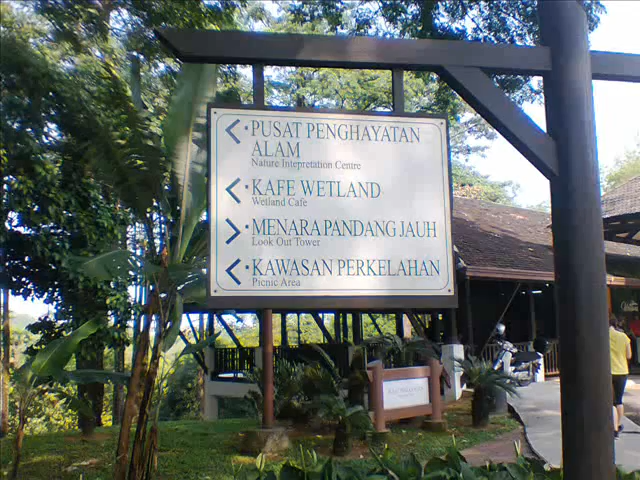 PUSAT PENGHAYATAN
ALAM
Nature Intepretation Centre
KAFE WETLAND
Wetland Cafe
MENARA PANDANG JAUH
Look Out Tower
KAWASAN PERKELAHAN
Picnic Area